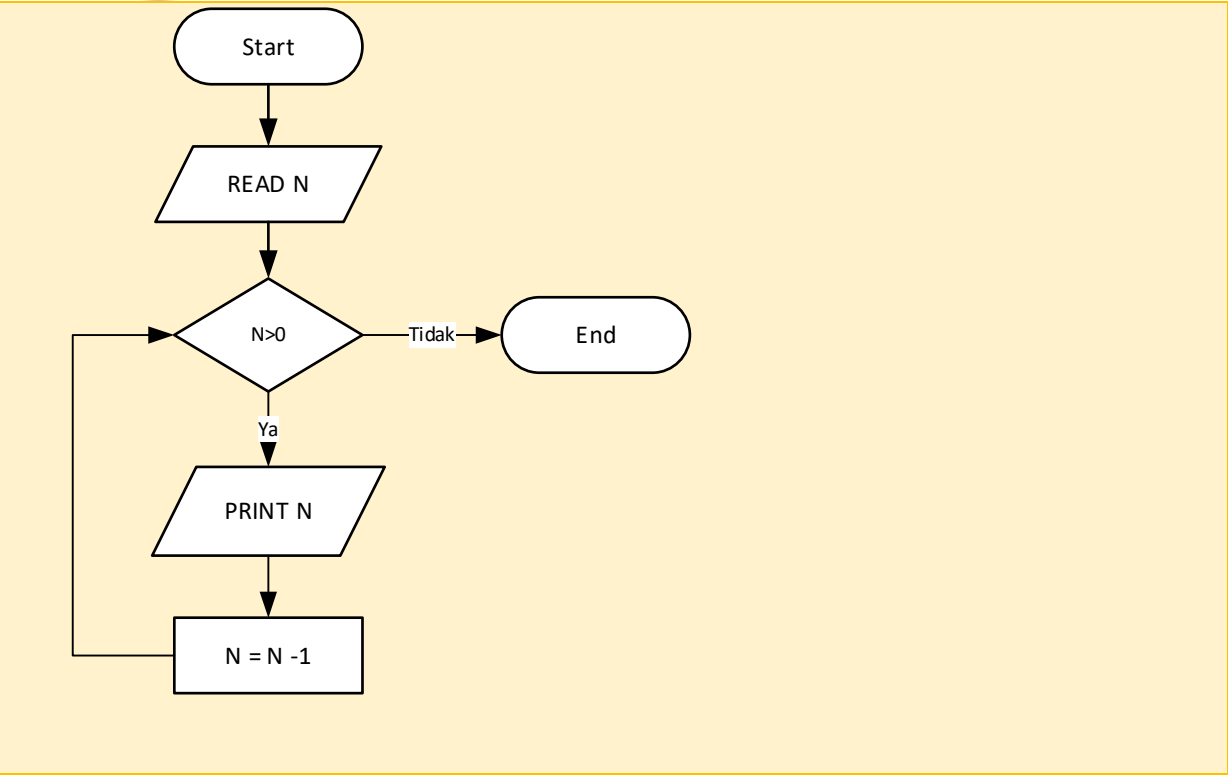 Start
READ N
N>0
Tidak
End
Ya
PRINT N
N = N -1